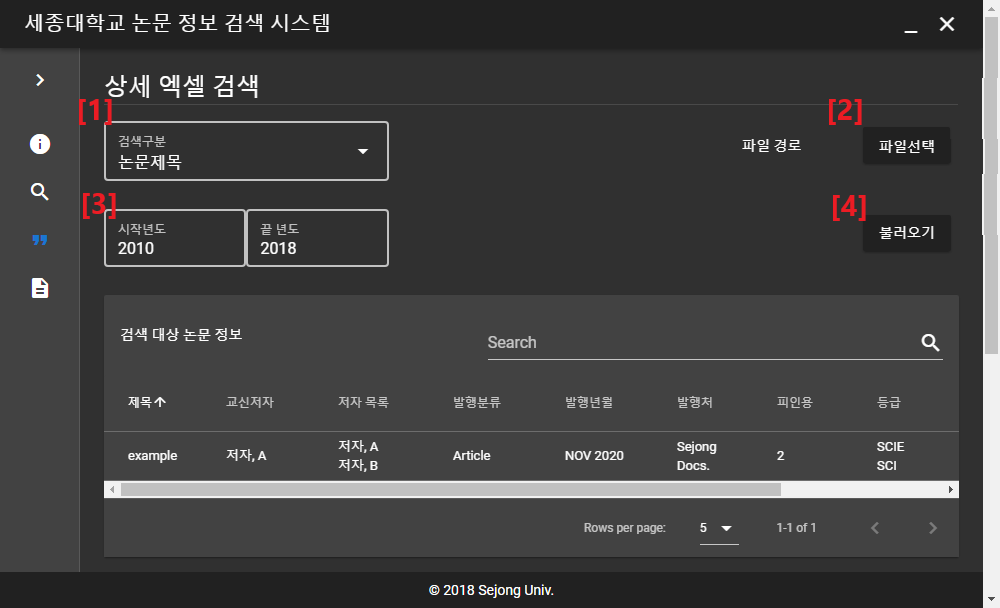 세종대학교 논문 정보 검색 시스템
상세 엑셀 검색
[1]
[2]
검색구분
논문제목
파일 경로
파일선택
[3]
[4]
시작년도
2010
끝 년도
2018
불러오기
검색 대상 논문 정보
Search
제목 교신저자 저자 목록 발행분류 발행년월 발행처 피인용 등급
example 저자, A 저자, A Article NOV 2020 Sejong 2 SCIE
저자, B Docs. SCI
Rows per page: 5 1-1 of 1
© 2018 Sejong Univ.